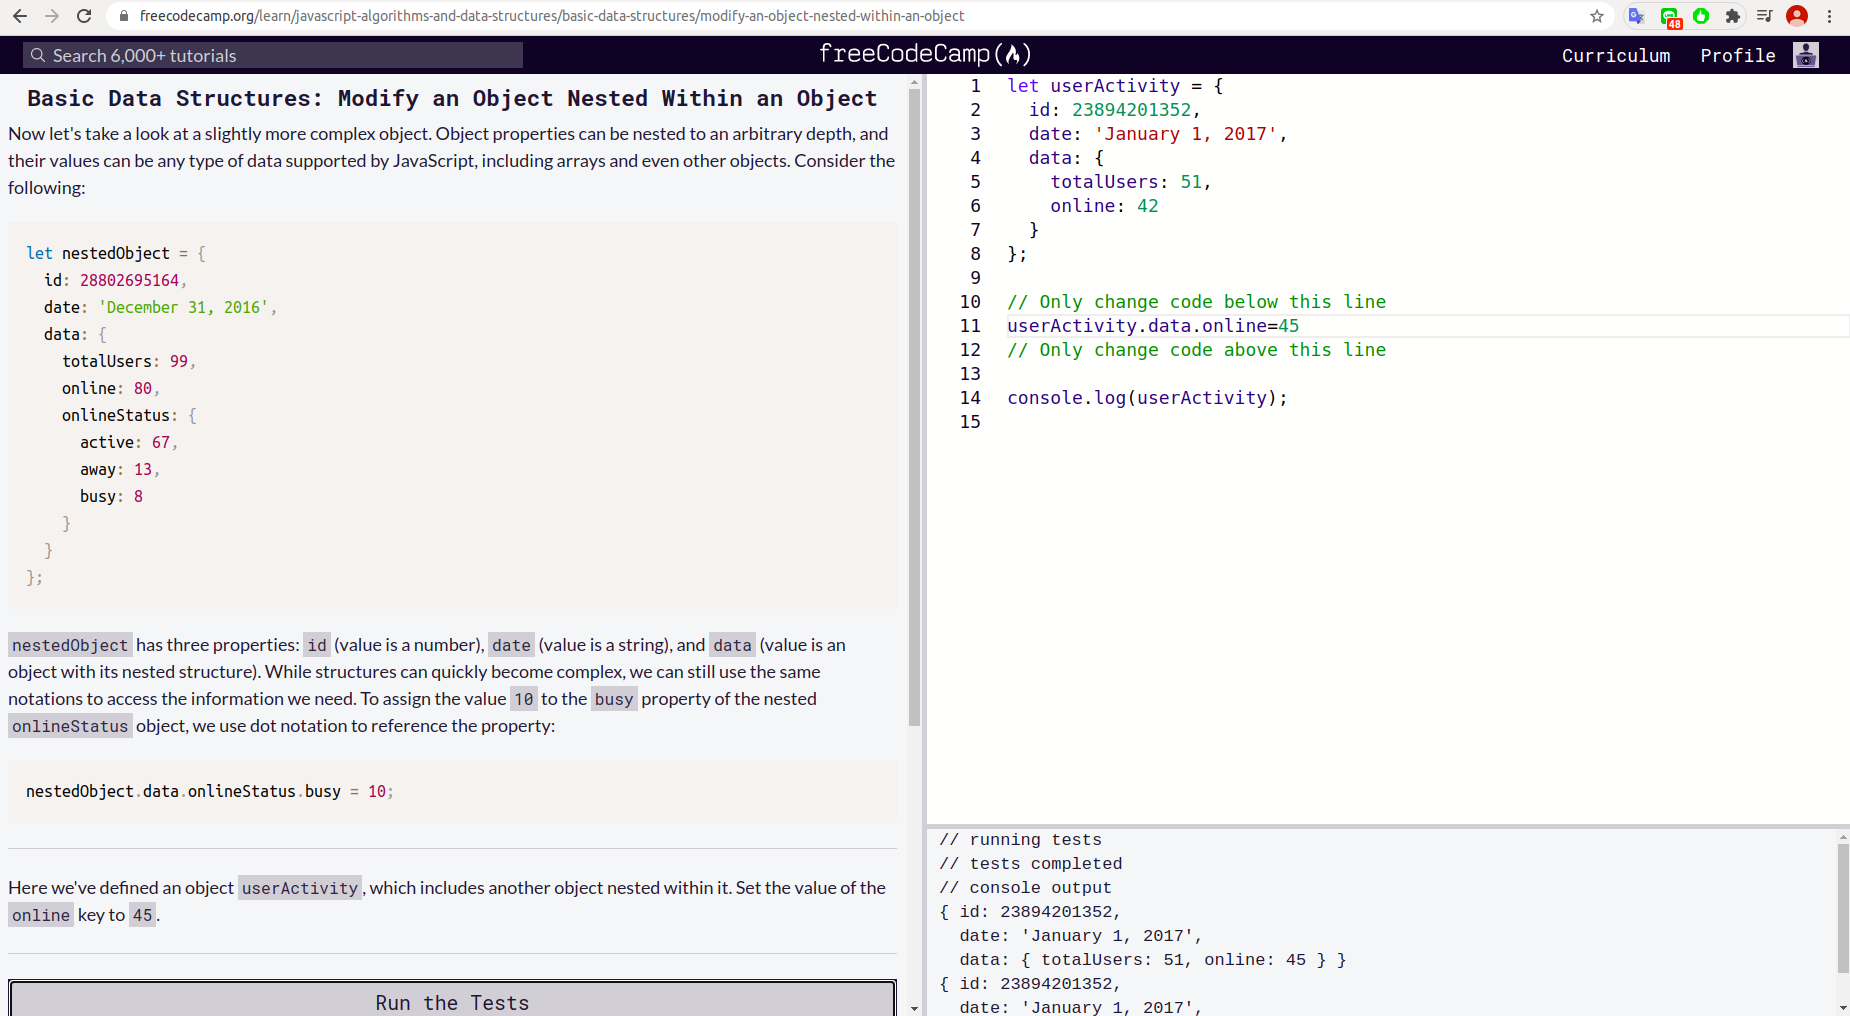 freecodecamp.org/learn/javascript-algorithms-and-data-structures/basic-data-structures/modify-an-object-nested-within-an-object
48
Search 6,000+ tutorials
freeCodeCamp
Curriculum Profile
Basic Data Structures: Modify an Object Nested Within an Object
Now let's take a look at a slightly more complex object. Object properties can be nested to an arbitrary depth, and
their values can be any type of data supported by JavaScript, including arrays and even other objects. Consider the
following:
let nestedObject = {
  id: 28802695164,
  date: 'December 31, 2016',
  data: {
    totalUsers: 99,
    online: 80,
    onlineStatus: {
      active: 67,
      away: 13,
      busy: 8
    }
  }
};
nestedObject has three properties: id (value is a number), date (value is a string), and data (value is an
object with its nested structure). While structures can quickly become complex, we can still use the same
notations to access the information we need. To assign the value 10 to the busy property of the nested
onlineStatus object, we use dot notation to reference the property:
nestedObject.data.onlineStatus.busy = 10;
Here we've defined an object userActivity, which includes another object nested within it. Set the value of the
online key to 45.
Run the Tests
1 let userActivity = {
2   id: 23894201352,
3   date: 'January 1, 2017',
4   data: {
5     totalUsers: 51,
6     online: 42
7   }
8 };
9
10 // Only change code below this line
11 userActivity.data.online=45
12 // Only change code above this line
13
14 console.log(userActivity);
15
// running tests
// tests completed
// console output
{ id: 23894201352,
  date: 'January 1, 2017',
  data: { totalUsers: 51, online: 45 } }
{ id: 23894201352,
  date: 'January 1, 2017',